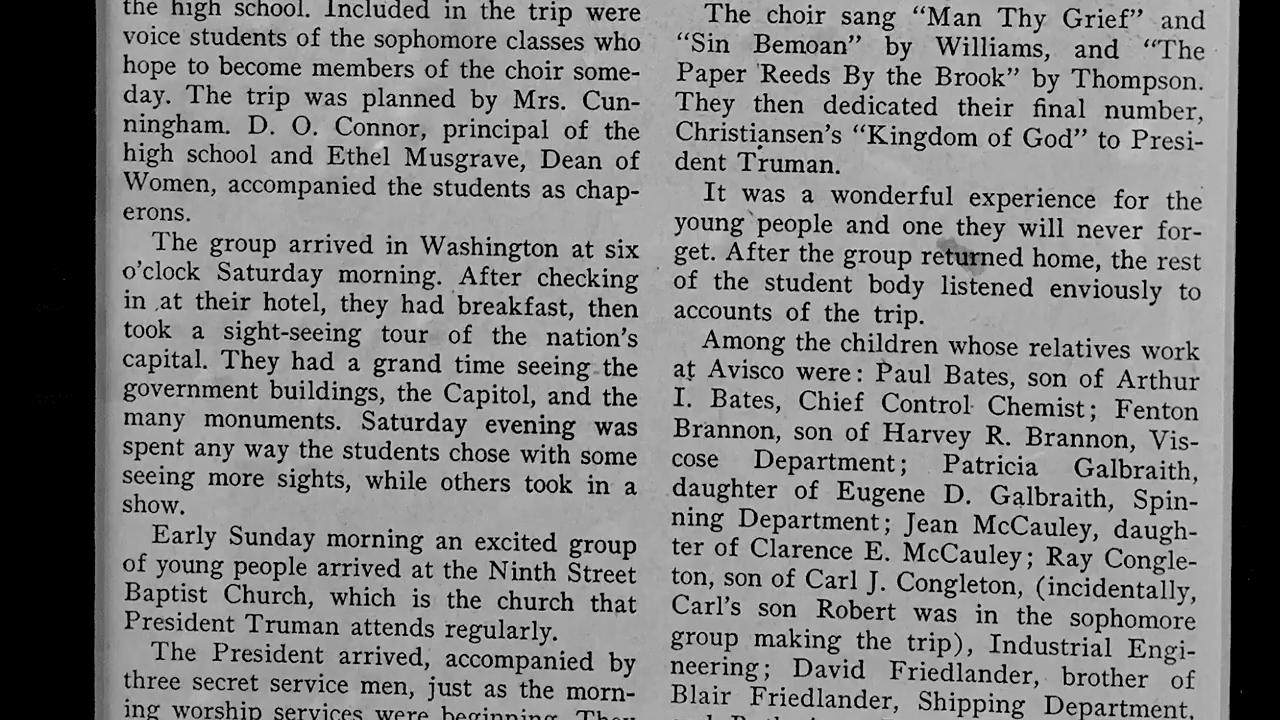 the high school. Included in the trip were
voice students of the sophomore classes who
hope to become members of the choir some-
day. The trip was planned by Mrs. Cun-
ningham. D. O. Connor, principal of the
high school and Ethel Musgrave, Dean of
Women, accompanied the students as chap-
erons.
The group arrived in Washington at six
o'clock Saturday morning. After checking
in at their hotel, they had breakfast, then
took a sight-seeing tour of the nation's
capital. They had a grand time seeing the
government buildings, the Capitol, and the
many monuments. Saturday evening was
spent any way the students chose with some
seeing more sights, while others took in a
show.
Early Sunday morning an excited group
of young people arrived at the Ninth Street
Baptist Church, which is the church that
President Truman attends regularly.
The President arrived, accompanied by
three secret service men, just as the morn-
ing worship services were beginning. They
The choir sang “Man Thy Grief” and
“Sin Bemoan” by Williams, and “The
Paper Reeds By the Brook” by Thompson.
They then dedicated their final number,
Christiansen's “Kingdom of God” to Presi-
dent Truman.
It was a wonderful experience for the
young people and one they will never for-
get. After the group returned home, the rest
of the student body listened enviously to
accounts of the trip.
Among the children whose relatives work
at Avisco were: Paul Bates, son of Arthur
I. Bates, Chief Control Chemist; Fenton
Brannon, son of Harvey R. Brannon, Vis-
cose Department; Patricia Galbraith,
daughter of Eugene D. Galbraith, Spin-
ning Department; Jean McCauley, daugh-
ter of Clarence E. McCauley; Ray Congle-
ton, son of Carl J. Congleton, (incidentally,
Carl's son Robert was in the sophomore
group making the trip), Industrial Engi-
neering; David Friedlander, brother of
Blair Friedlander, Shipping Department,